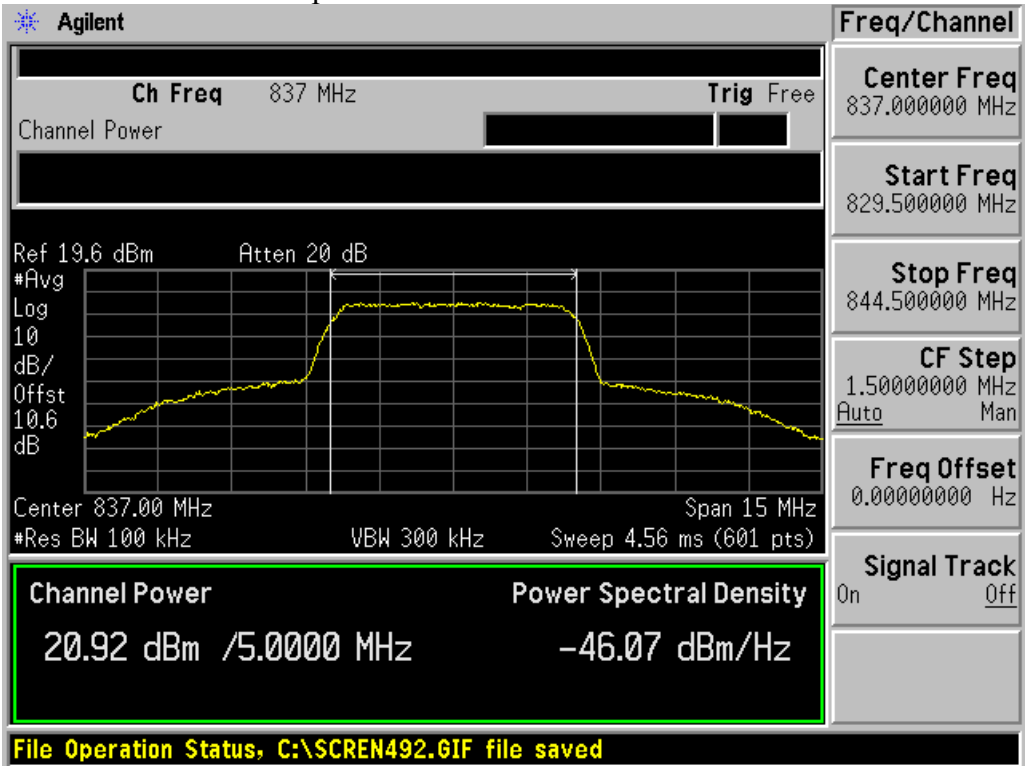 Agilent
Freq/Channel
Ch Freq 837 MHz Trig Free
Channel Power
Center Freq
837.000000 MHz
Start Freq
829.500000 MHz
Stop Freq
844.500000 MHz
CF Step
1.50000000 MHz
Auto Man
Freq Offset
0.00000000 Hz
Signal Track
On Off
Ref 19.6 dBm Atten 20 dB
#Avg
Log
10
dB/
Offst
10.6
dB
Center 837.00 MHz Span 15 MHz
#Res BW 100 kHz VBW 300 kHz Sweep 4.56 ms (601 pts)
Channel Power Power Spectral Density
20.92 dBm /5.0000 MHz -46.07 dBm/Hz
File Operation Status, C:\SCREN492.GIF file saved